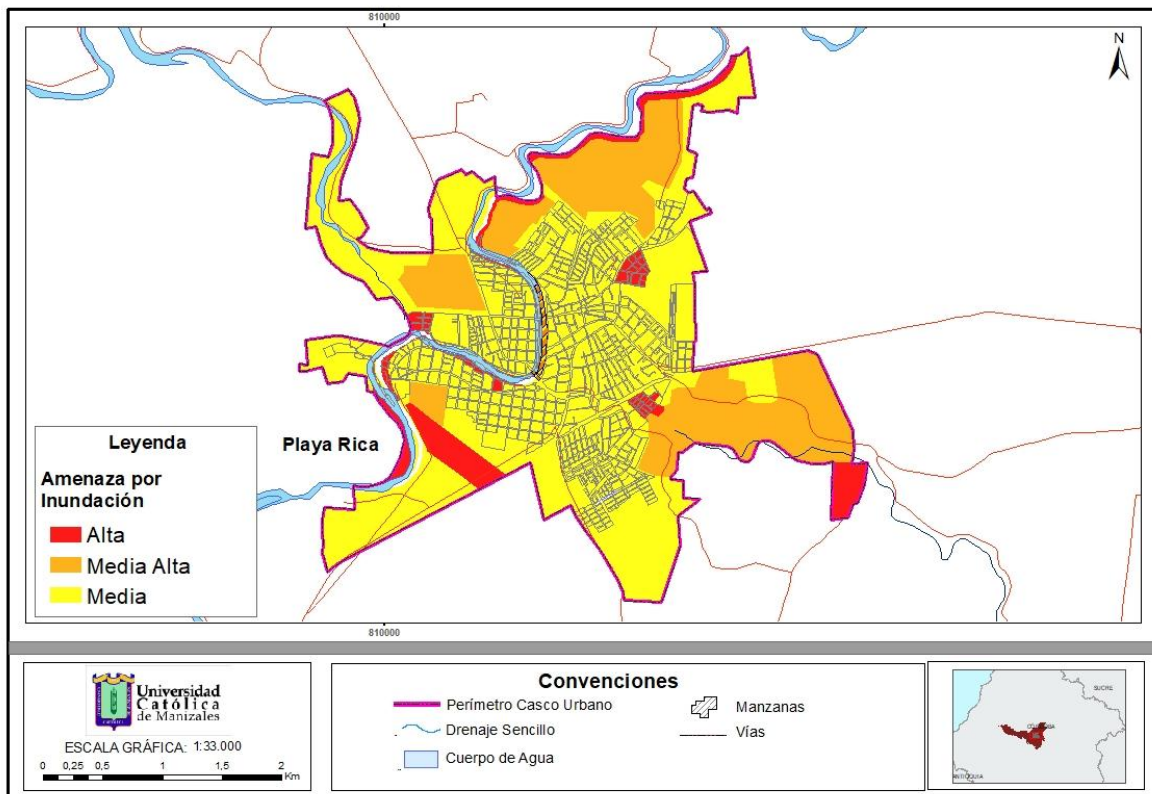 810000
N
Playa Rica
Leyenda
Amenaza por
Inundación
Alta
Media Alta
Media
810000
Universidad
Católica
de Manizales
ESCALA GRÁFICA: 1:33.000
0 0,25 0,5 1 1,5 2
Km
Convenciones
Perímetro Casco Urbano
Drenaje Sencillo
Cuerpo de Agua
Manzanas
Vías
SUCRE
ANTIOQUIA